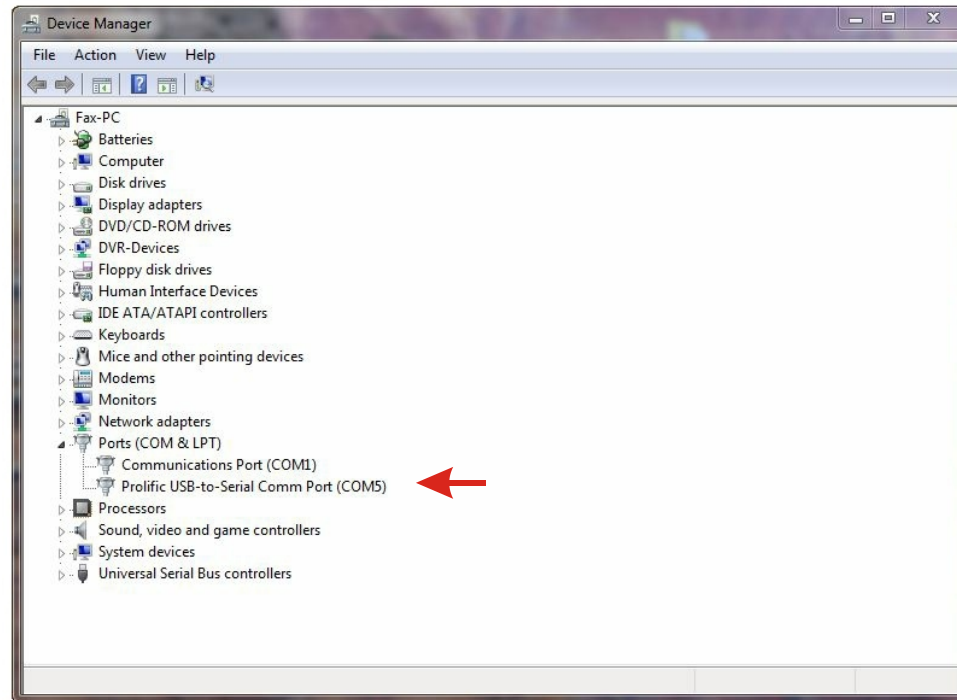 Device Manager
File Action View Help
Fax-PC
Batteries
Computer
Disk drives
Display adapters
DVD/CD-ROM drives
DVR-Devices
Floppy disk drives
Human Interface Devices
IDE ATA/ATAPI controllers
Keyboards
Mice and other pointing devices
Modems
Monitors
Network adapters
Ports (COM & LPT)
Communications Port (COM1)
Prolific USB-to-Serial Comm Port (COM5)
Processors
Sound, video and game controllers
System devices
Universal Serial Bus controllers